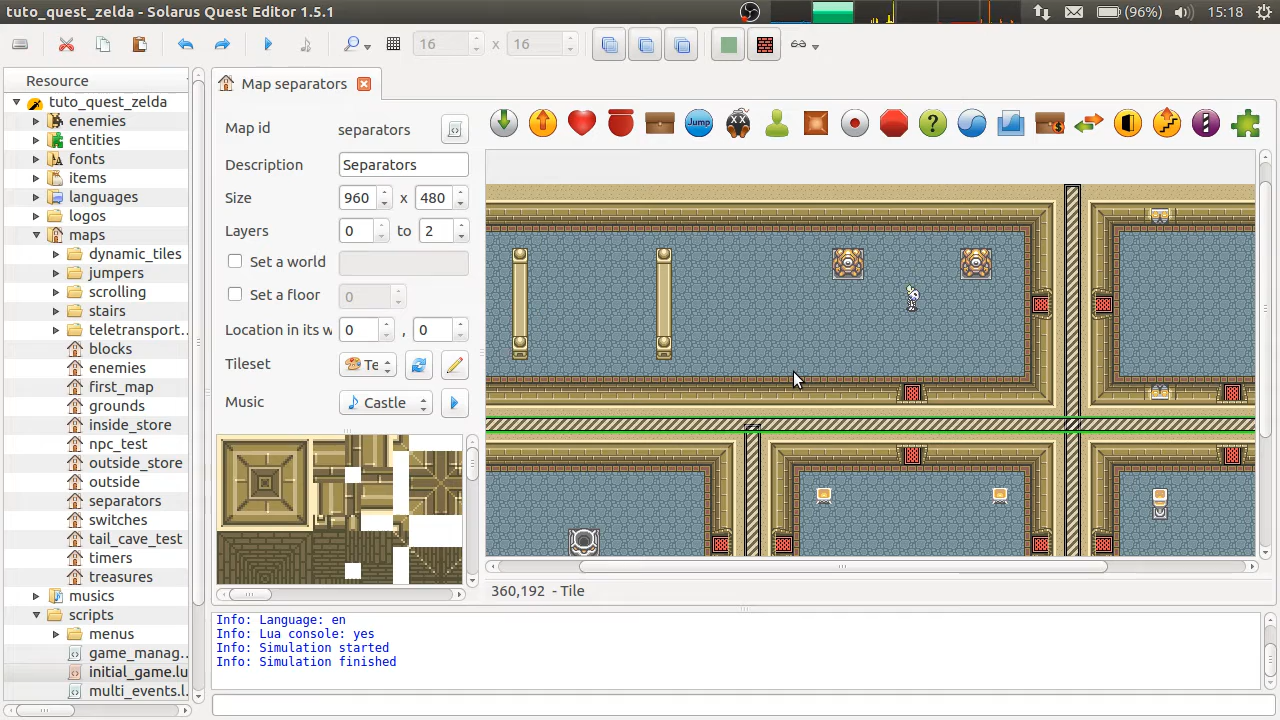 tuto_quest_zelda - Solarus Quest Editor 1.5.1
(96%)
15:18
16 x 16
Resource
tuto_quest_zelda
enemies
entities
fonts
items
languages
logos
maps
dynamic_tiles
jumpers
scrolling
stairs
teletransport...
blocks
enemies
first_map
grounds
inside_store
npc_test
outside_store
outside
separators
switches
tail_cave_test
timers
treasures
musics
scripts
menus
game_manag...
initial_game.lu
multi_events.l
Map separators
Map id separators
Description Separators
Size 960 x 480
Layers 0 to 2
Set a world
Set a floor 0
Location in its w 0 , 0
Tileset Te
Music Castle
Jump
?
$
360,192 - Tile
Info: Language: en
Info: Lua console: yes
Info: Simulation started
Info: Simulation finished